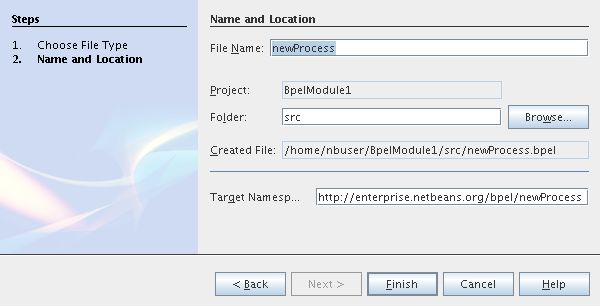 Steps
1. Choose File Type
2. Name and Location
Name and Location
File Name: newProcess
Project: BpelModule1
Folder: src Browse...
Created File: /home/nbuser/BpelModule1/src/newProcess.bpel
Target Namesp... http://enterprise.netbeans.org/bpel/newProcess
< Back Next > Finish Cancel Help